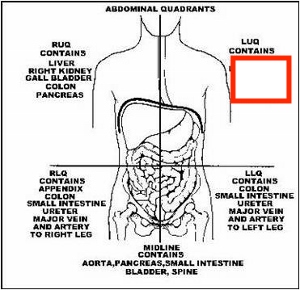 ABDOMINAL QUADRANTS
RUQ
CONTAINS
LIVER
RIGHT KIDNEY
GALL BLADDER
COLON
PANCREAS
LUQ
CONTAINS
RLQ
CONTAINS
APPENDIX
COLON
SMALL INTESTINE
URETER
MAJOR VEIN
AND ARTERY
TO RIGHT LEG
LLQ
CONTAINS
COLON
SMALL INTESTINE
URETER
MAJOR VEIN
AND ARTERY
TO LEFT LEG
MIDLINE
CONTAINS
AORTA,PANCREAS,SMALL INTESTINE
BLADDER, SPINE